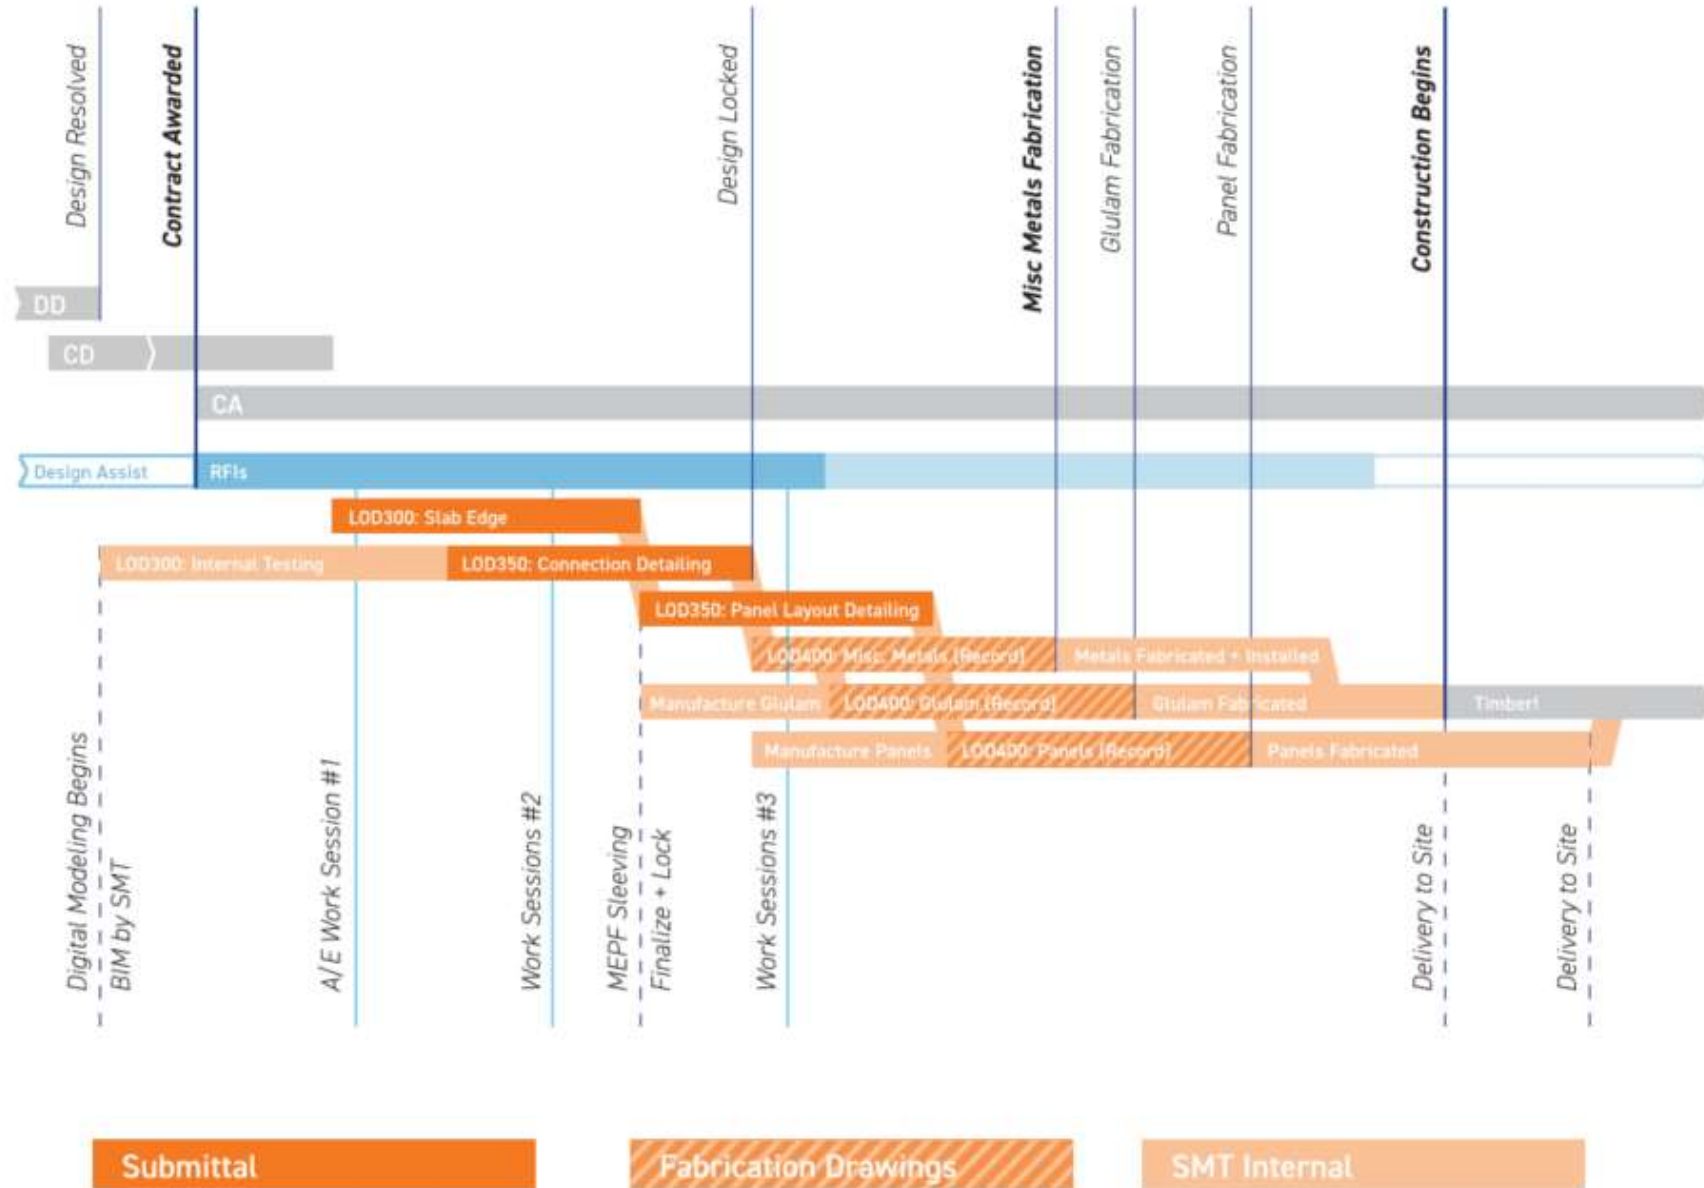 Design Resolved
Contract Awarded
Design Locked
Misc Metals Fabrication
Glulam Fabrication
Panel Fabrication
Construction Begins
DD
CD
CA
Design Assist
RFIs
LOD300: Slab Edge
LOD300: Internal Testing
LOD350: Connection Detailing
LOD350: Panel Layout Detailing
LOD400: Misc. Metals (Record)
Metals Fabricated + Installed
Manufacture Glulam
LOD400: Glulam (Record)
Glulam Fabricated
Timber!
Manufacture Panels
LOD400: Panels (Record)
Panels Fabricated
Digital Modeling Begins
BIM by SMT
A/E Work Session #1
Work Sessions #2
MEPF Sleeving
Finalize + Lock
Work Sessions #3
Delivery to Site
Delivery to Site
Submittal
Fabrication Drawings
SMT Internal